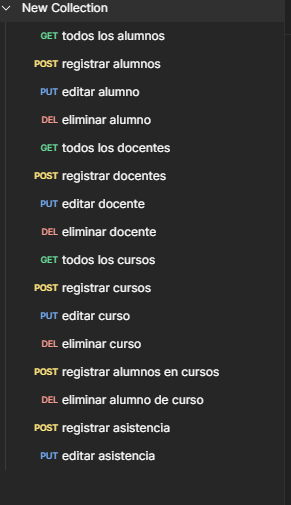 New Collection
GET todos los alumnos
POST registrar alumnos
PUT editar alumno
DEL eliminar alumno
GET todos los docentes
POST registrar docentes
PUT editar docente
DEL eliminar docente
GET todos los cursos
POST registrar cursos
PUT editar curso
DEL eliminar curso
POST registrar alumnos en cursos
DEL eliminar alumno de curso
POST registrar asistencia
PUT editar asistencia